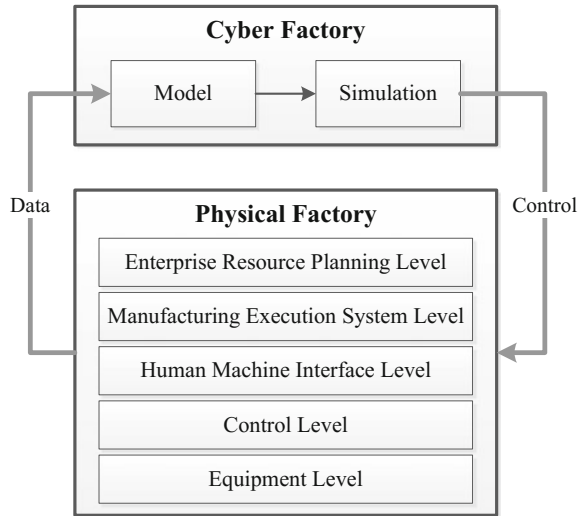 Cyber Factory
Model
Simulation
Data
Control
Physical Factory
Enterprise Resource Planning Level
Manufacturing Execution System Level
Human Machine Interface Level
Control Level
Equipment Level